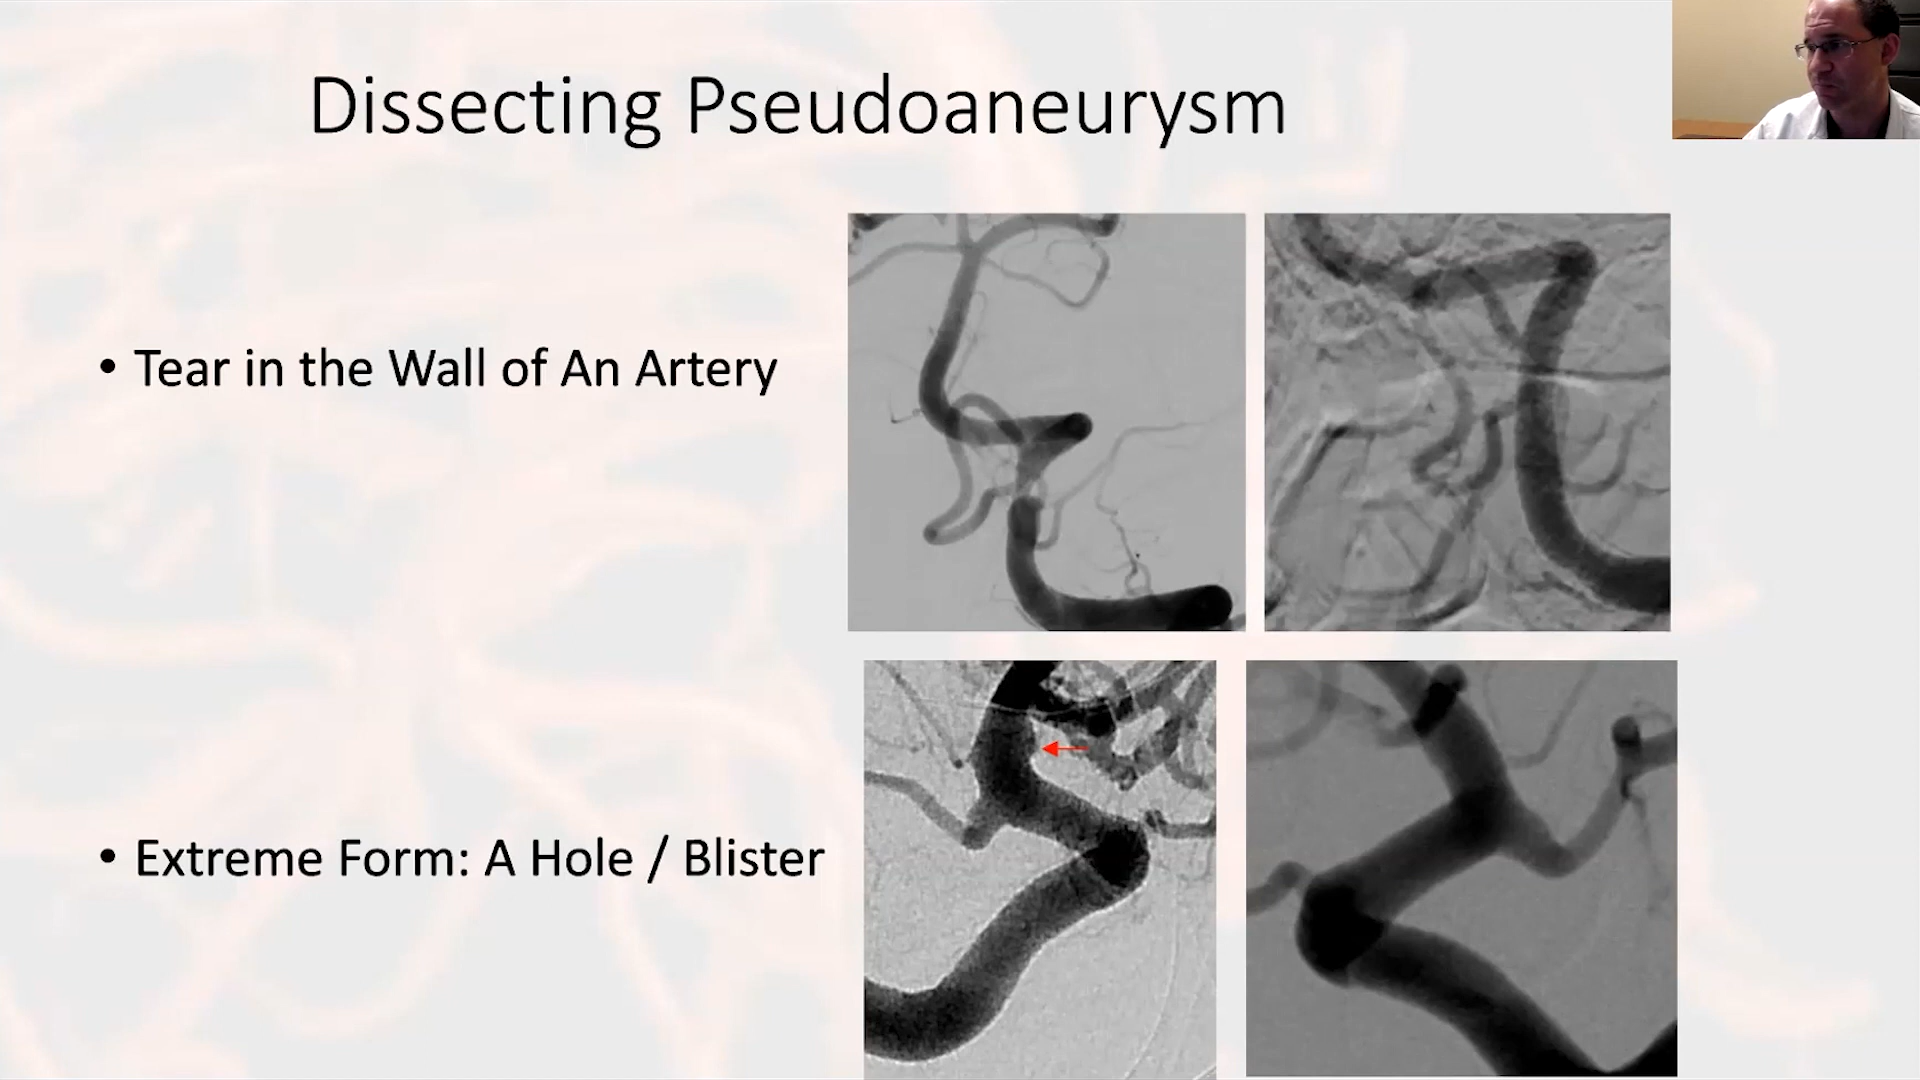 Dissecting Pseudoaneurysm
• Tear in the Wall of An Artery
• Extreme Form: A Hole / Blister